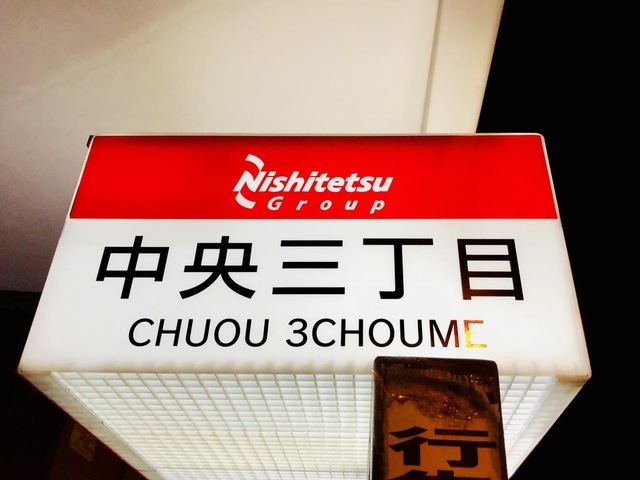 Nishitetsu
Group
中央三丁目
CHUOU 3CHOUME
行